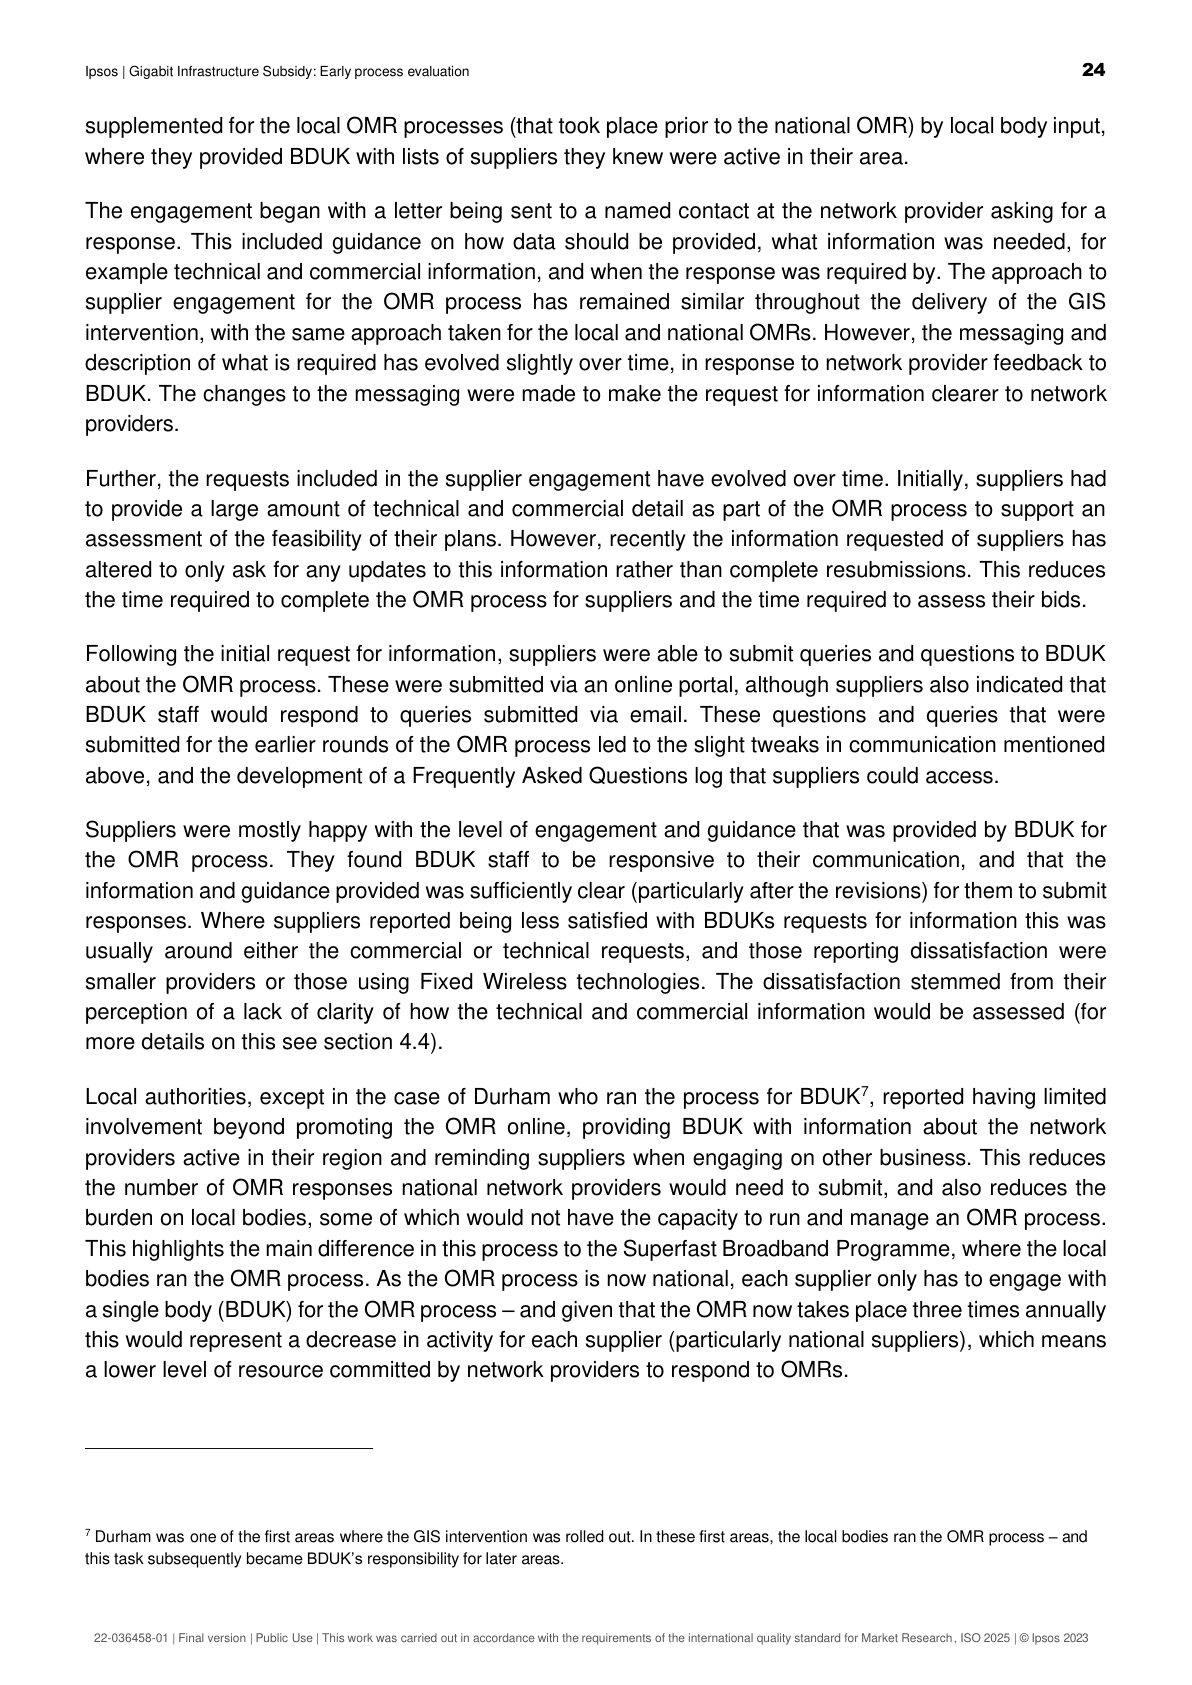 Ipsos | Gigabit Infrastructure Subsidy: Early process evaluation 24
supplemented for the local OMR processes (that took place prior to the national OMR) by local body input,
where they provided BDUK with lists of suppliers they knew were active in their area.
The engagement began with a letter being sent to a named contact at the network provider asking for a
response. This included guidance on how data should be provided, what information was needed, for
example technical and commercial information, and when the response was required by. The approach to
supplier engagement for the OMR process has remained similar throughout the delivery of the GIS
intervention, with the same approach taken for the local and national OMRs. However, the messaging and
description of what is required has evolved slightly over time, in response to network provider feedback to
BDUK. The changes to the messaging were made to make the request for information clearer to network
providers.
Further, the requests included in the supplier engagement have evolved over time. Initially, suppliers had
to provide a large amount of technical and commercial detail as part of the OMR process to support an
assessment of the feasibility of their plans. However, recently the information requested of suppliers has
altered to only ask for any updates to this information rather than complete resubmissions. This reduces
the time required to complete the OMR process for suppliers and the time required to assess their bids.
Following the initial request for information, suppliers were able to submit queries and questions to BDUK
about the OMR process. These were submitted via an online portal, although suppliers also indicated that
BDUK staff would respond to queries submitted via email. These questions and queries that were
submitted for the earlier rounds of the OMR process led to the slight tweaks in communication mentioned
above, and the development of a Frequently Asked Questions log that suppliers could access.
Suppliers were mostly happy with the level of engagement and guidance that was provided by BDUK for
the OMR process. They found BDUK staff to be responsive to their communication, and that the
information and guidance provided was sufficiently clear (particularly after the revisions) for them to submit
responses. Where suppliers reported being less satisfied with BDUKs requests for information this was
usually around either the commercial or technical requests, and those reporting dissatisfaction were
smaller providers or those using Fixed Wireless technologies. The dissatisfaction stemmed from their
perception of a lack of clarity of how the technical and commercial information would be assessed (for
more details on this see section 4.4).
Local authorities, except in the case of Durham who ran the process for BDUK7, reported having limited
involvement beyond promoting the OMR online, providing BDUK with information about the network
providers active in their region and reminding suppliers when engaging on other business. This reduces
the number of OMR responses national network providers would need to submit, and also reduces the
burden on local bodies, some of which would not have the capacity to run and manage an OMR process.
This highlights the main difference in this process to the Superfast Broadband Programme, where the local
bodies ran the OMR process. As the OMR process is now national, each supplier only has to engage with
a single body (BDUK) for the OMR process – and given that the OMR now takes place three times annually
this would represent a decrease in activity for each supplier (particularly national suppliers), which means
a lower level of resource committed by network providers to respond to OMRs.
7 Durham was one of the first areas where the GIS intervention was rolled out. In these first areas, the local bodies ran the OMR process – and
this task subsequently became BDUK's responsibility for later areas.
22-036458-01 | Final version | Public Use | This work was carried out in accordance with the requirements of the international quality standard for Market Research, ISO 2025 | © Ipsos 2023